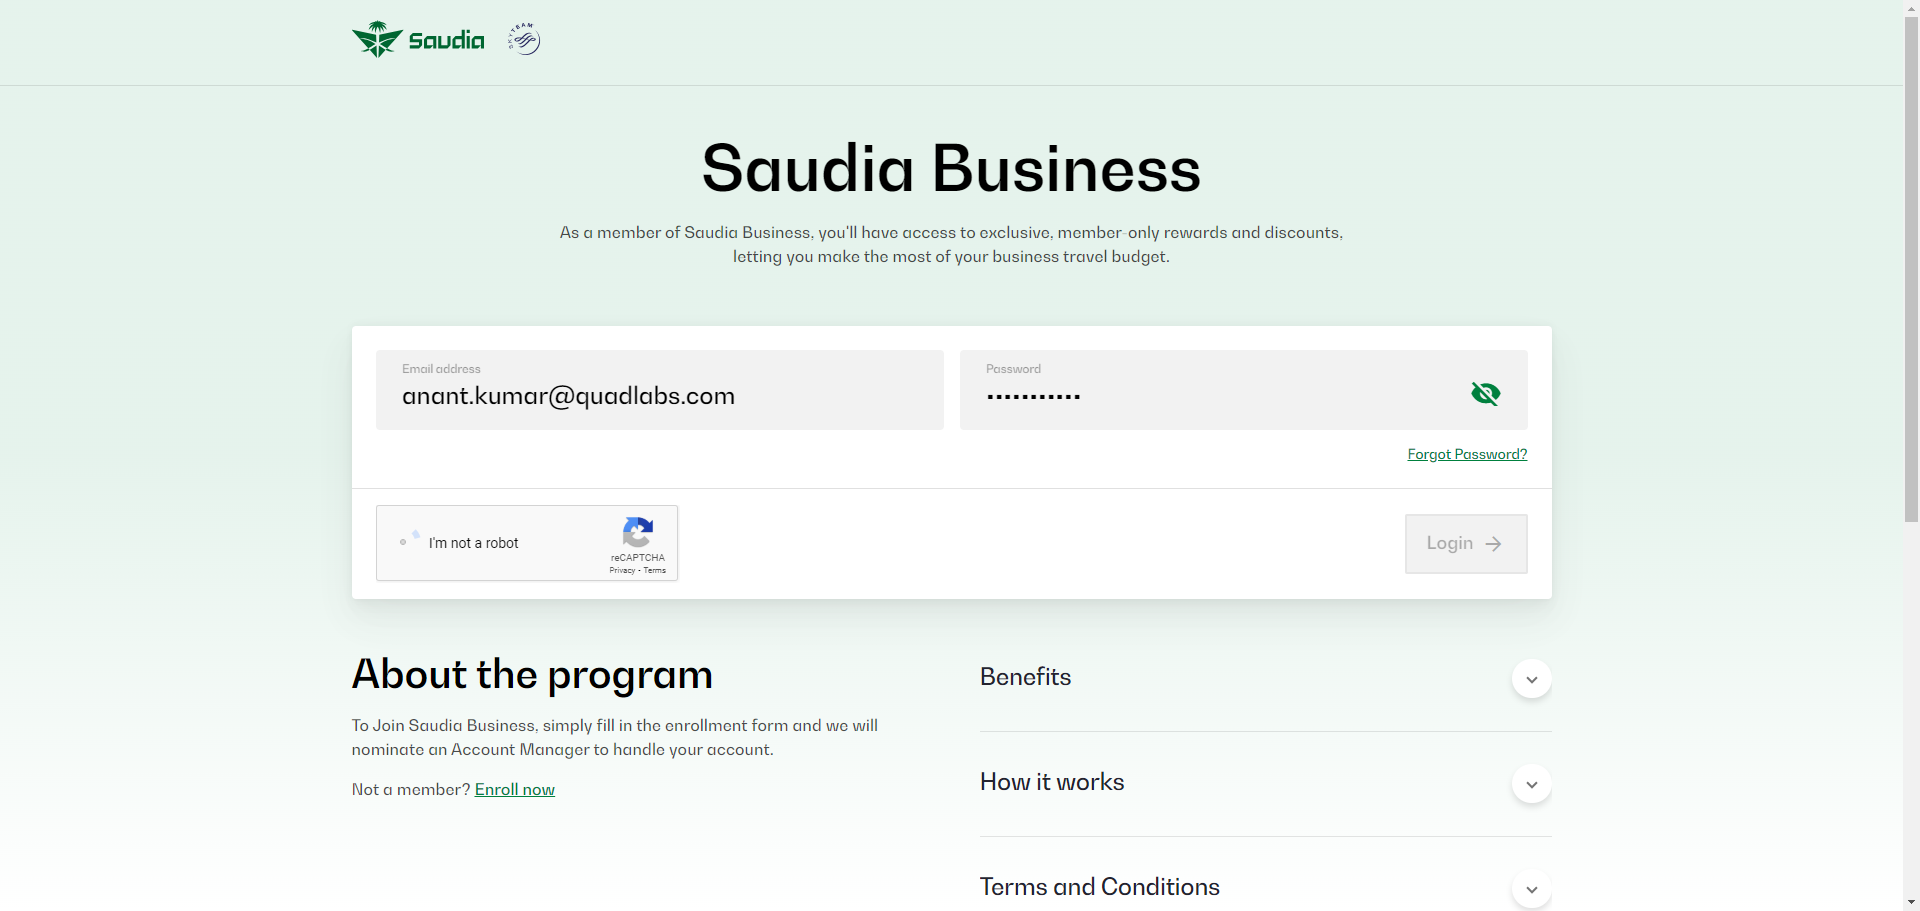 saudia
SKYTEAM
Saudia Business
As a member of Saudia Business, you'll have access to exclusive, member-only rewards and discounts,
letting you make the most of your business travel budget.
Email address
anant.kumar@quadlabs.com
Password
•••••••••••
Forgot Password?
I'm not a robot
reCAPTCHA
Privacy - Terms
Login
About the program
To Join Saudia Business, simply fill in the enrollment form and we will
nominate an Account Manager to handle your account.
Not a member? Enroll now
Benefits
How it works
Terms and Conditions